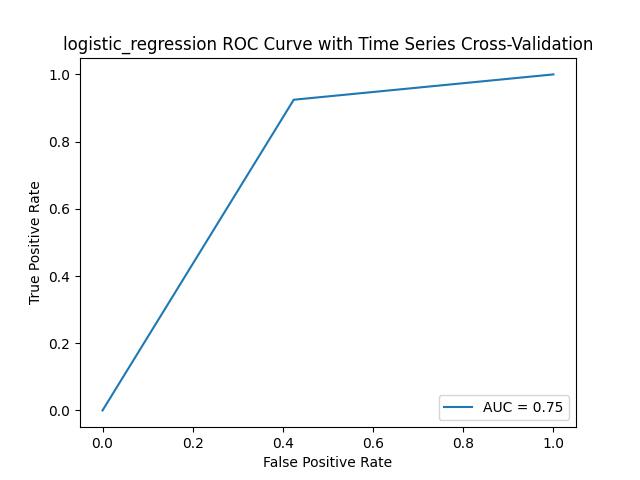 logistic_regression ROC Curve with Time Series Cross-Validation
1.0
0.8
0.6
0.4
0.2
0.0
True Positive Rate
AUC = 0.75
0.0 0.2 0.4 0.6 0.8 1.0
False Positive Rate